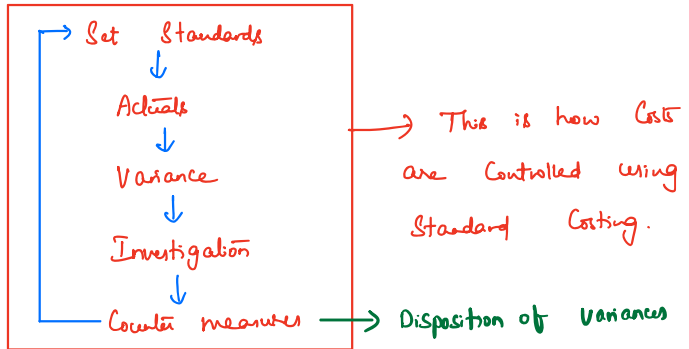 Set Standards
Actuals
Variance
Investigation
Counter measures
This is how Costs
are Controlled using
Standard Costing.
Disposition of variances